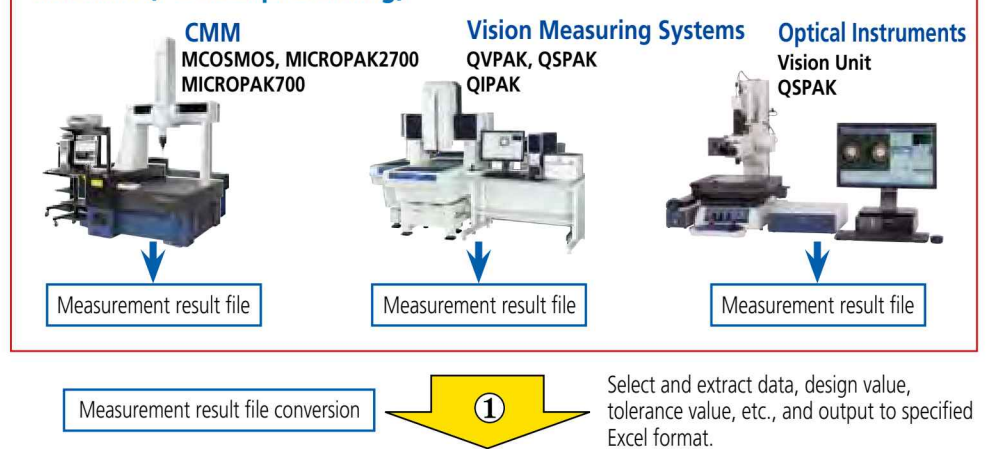 CMM
MCOSMOS, MICROPAK2700
MICROPAK700
Vision Measuring Systems
QVPAK, QSPAK
QIPAK
Optical Instruments
Vision Unit
QSPAK
Measurement result file
Measurement result file
Measurement result file
Measurement result file conversion
①
Select and extract data, design value,
tolerance value, etc., and output to specified
Excel format.